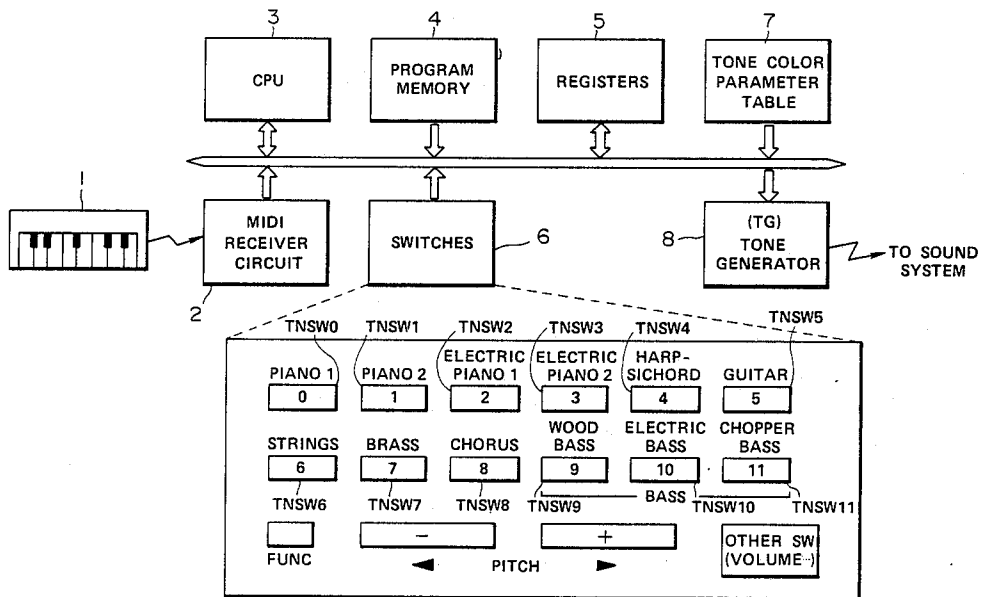 3
4
5
7
CPU
PROGRAM
MEMORY
REGISTERS
TONE COLOR
PARAMETER
TABLE
1
MIDI
RECEIVER
CIRCUIT
2
SWITCHES
6
8
(TG)
TONE
GENERATOR
TO SOUND
SYSTEM
TNSW0
TNSW1
TNSW2
TNSW3
TNSW4
TNSW5
PIANO 1
PIANO 2
ELECTRIC
PIANO 1
ELECTRIC
PIANO 2
HARP-
SICHORD
GUITAR
0
1
2
3
4
5
STRINGS
BRASS
CHORUS
WOOD
BASS
ELECTRIC
BASS
CHOPPER
BASS
6
7
8
9
10
11
BASS
TNSW6
TNSW7
TNSW8
TNSW9
TNSW10
TNSW11
FUNC
−
+
◄ PITCH ►
OTHER SW
(VOLUME···)